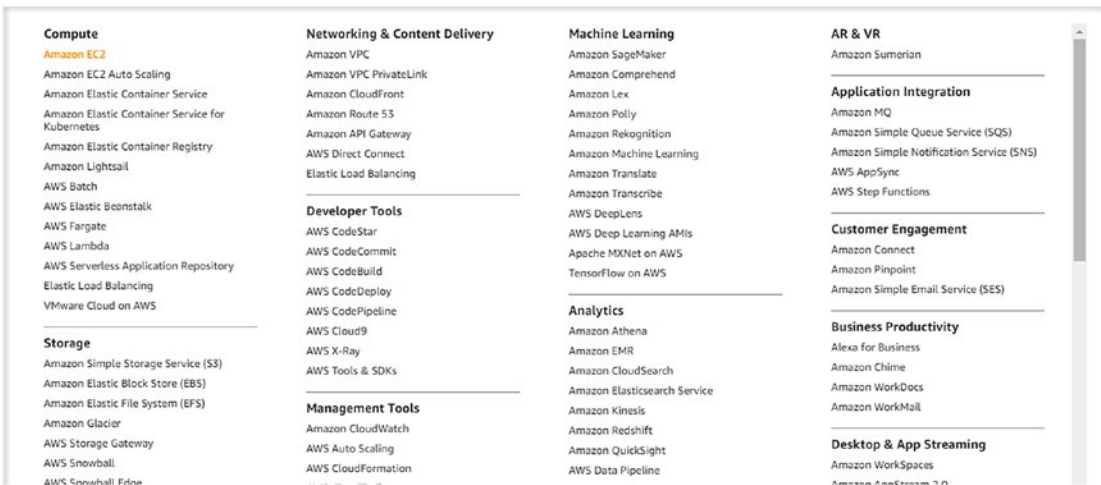 Compute
Amazon EC2
Amazon EC2 Auto Scaling
Amazon Elastic Container Service
Amazon Elastic Container Service for
Kubernetes
Amazon Elastic Container Registry
Amazon Lightsail
AWS Batch
AWS Elastic Beanstalk
AWS Fargate
AWS Lambda
AWS Serverless Application Repository
Elastic Load Balancing
VMware Cloud on AWS
Storage
Amazon Simple Storage Service (S3)
Amazon Elastic Block Store (EBS)
Amazon Elastic File System (EFS)
Amazon Glacier
AWS Storage Gateway
AWS Snowball
AWS Snowball Edge
Networking & Content Delivery
Amazon VPC
Amazon VPC PrivateLink
Amazon CloudFront
Amazon Route 53
Amazon API Gateway
AWS Direct Connect
Elastic Load Balancing
Developer Tools
AWS CodeStar
AWS CodeCommit
AWS CodeBuild
AWS CodeDeploy
AWS CodePipeline
AWS Cloud9
AWS X-Ray
AWS Tools & SDKs
Management Tools
Amazon CloudWatch
AWS Auto Scaling
AWS CloudFormation
Machine Learning
Amazon SageMaker
Amazon Comprehend
Amazon Lex
Amazon Polly
Amazon Rekognition
Amazon Machine Learning
Amazon Translate
Amazon Transcribe
AWS DeepLens
AWS Deep Learning AMIs
Apache MXNet on AWS
TensorFlow on AWS
Analytics
Amazon Athena
Amazon EMR
Amazon CloudSearch
Amazon Elasticsearch Service
Amazon Kinesis
Amazon Redshift
Amazon QuickSight
AWS Data Pipeline
AR & VR
Amazon Sumerian
Application Integration
Amazon MQ
Amazon Simple Queue Service (SQS)
Amazon Simple Notification Service (SNS)
AWS AppSync
AWS Step Functions
Customer Engagement
Amazon Connect
Amazon Pinpoint
Amazon Simple Email Service (SES)
Business Productivity
Alexa for Business
Amazon Chime
Amazon WorkDocs
Amazon WorkMail
Desktop & App Streaming
Amazon WorkSpaces
Amazon AppStream 2.0